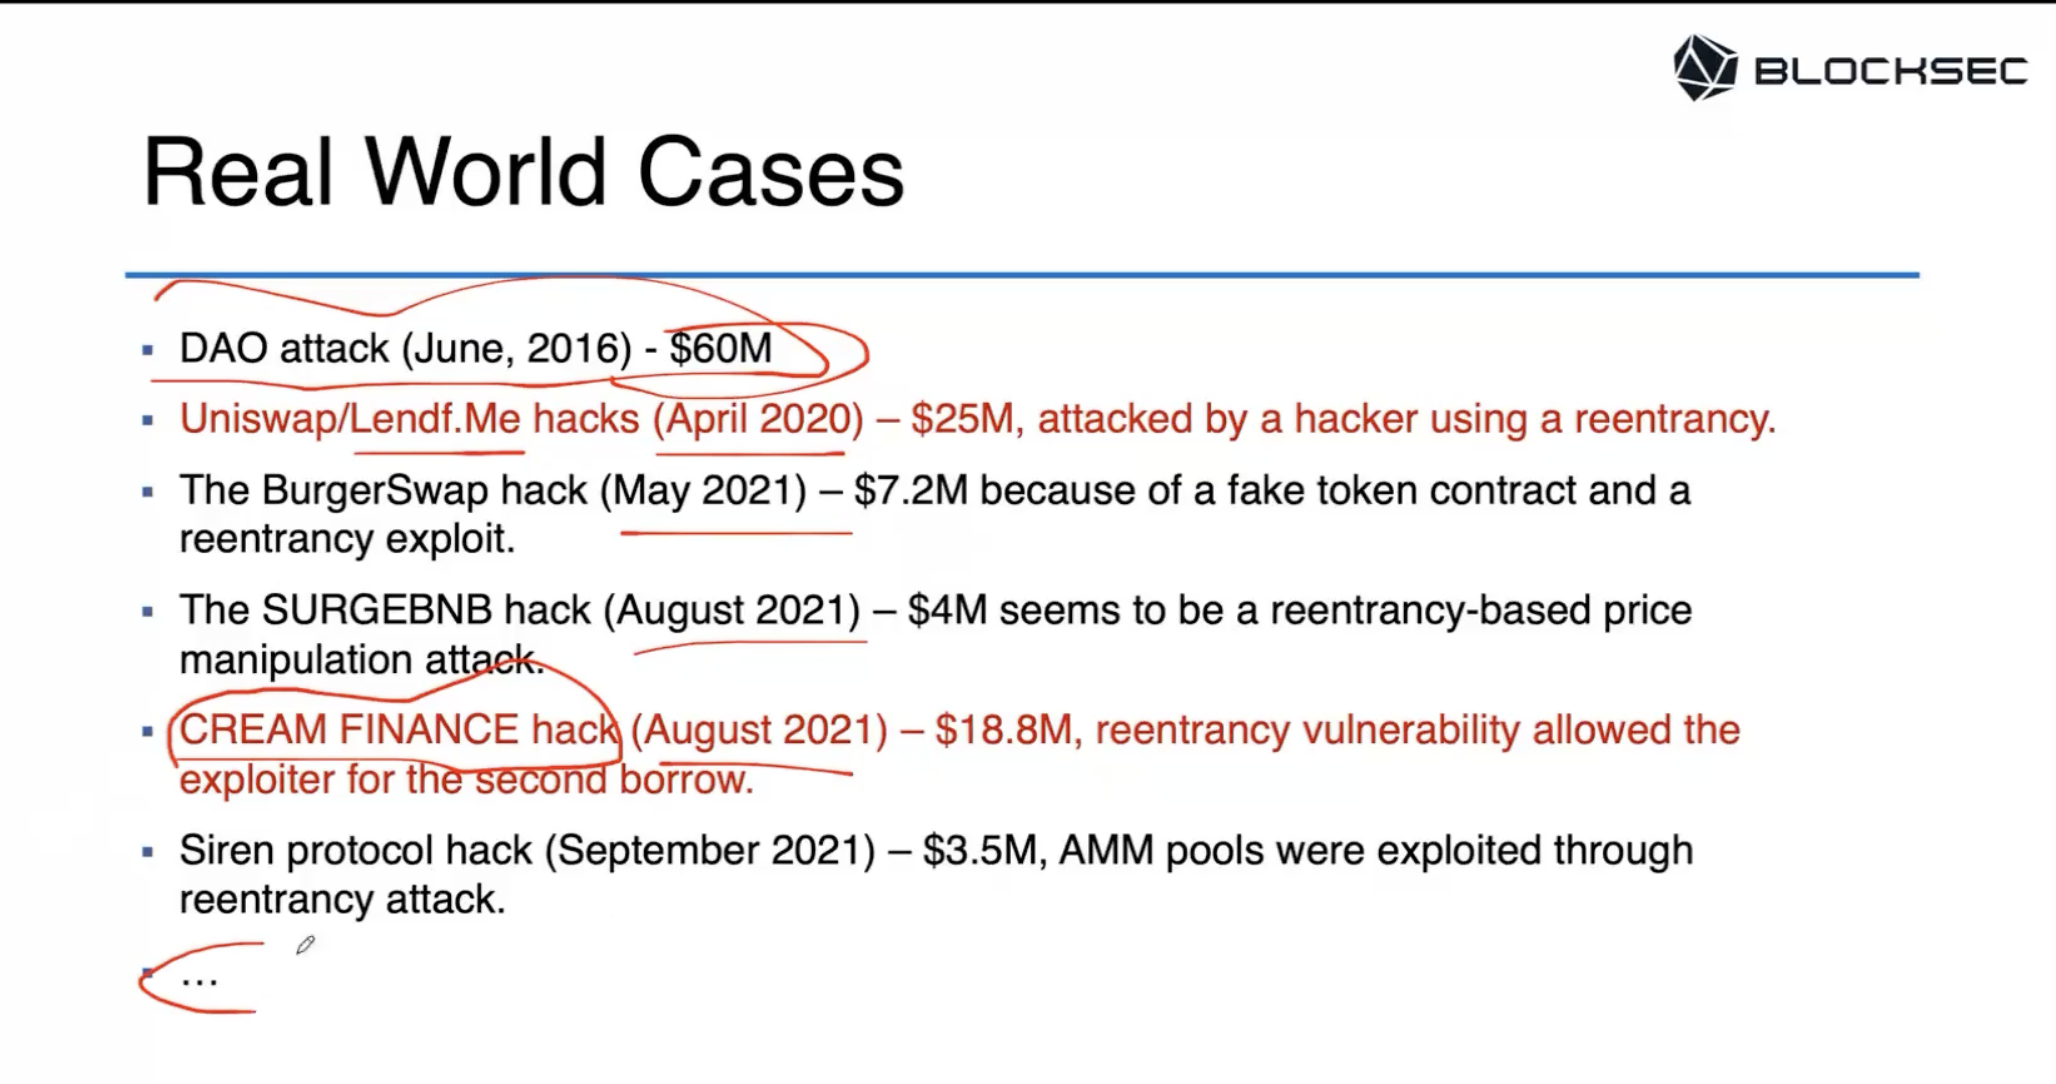 BLOCKSEC
Real World Cases
▪ DAO attack (June, 2016) - $60M
▪ Uniswap/Lendf.Me hacks (April 2020) – $25M, attacked by a hacker using a reentrancy.
▪ The BurgerSwap hack (May 2021) – $7.2M because of a fake token contract and a
reentrancy exploit.
▪ The SURGEBNB hack (August 2021) – $4M seems to be a reentrancy-based price
manipulation attack.
▪ CREAM FINANCE hack (August 2021) – $18.8M, reentrancy vulnerability allowed the
exploiter for the second borrow.
▪ Siren protocol hack (September 2021) – $3.5M, AMM pools were exploited through
reentrancy attack.
▪ ...